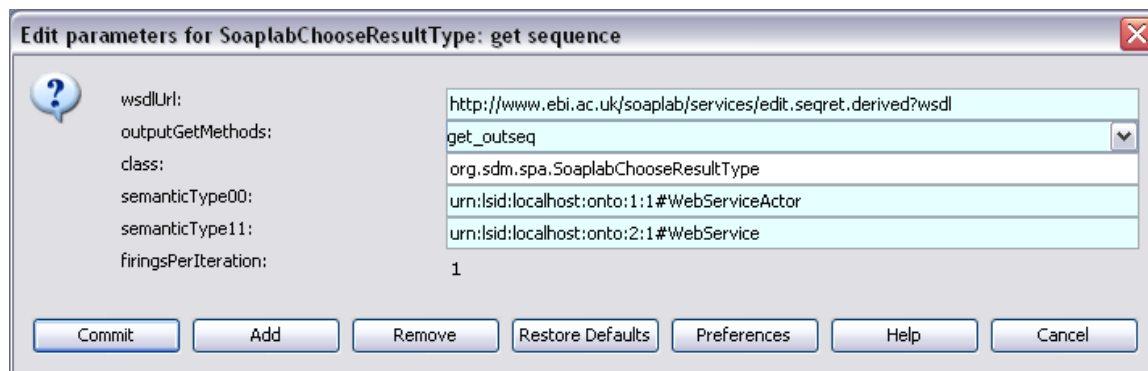 Edit parameters for SoaplabChooseResultType: get sequence
wsdlUrl: http://www.ebi.ac.uk/soaplab/services/edit.seqret.derived?wsdl
outputGetMethods: get_outseq
class: org.sdm.spa.SoaplabChooseResultType
semanticType00: urn:lsid:localhost:onto:1:1#WebServiceActor
semanticType11: urn:lsid:localhost:onto:2:1#WebService
firingsPerIteration: 1
Commit Add Remove Restore Defaults Preferences Help Cancel